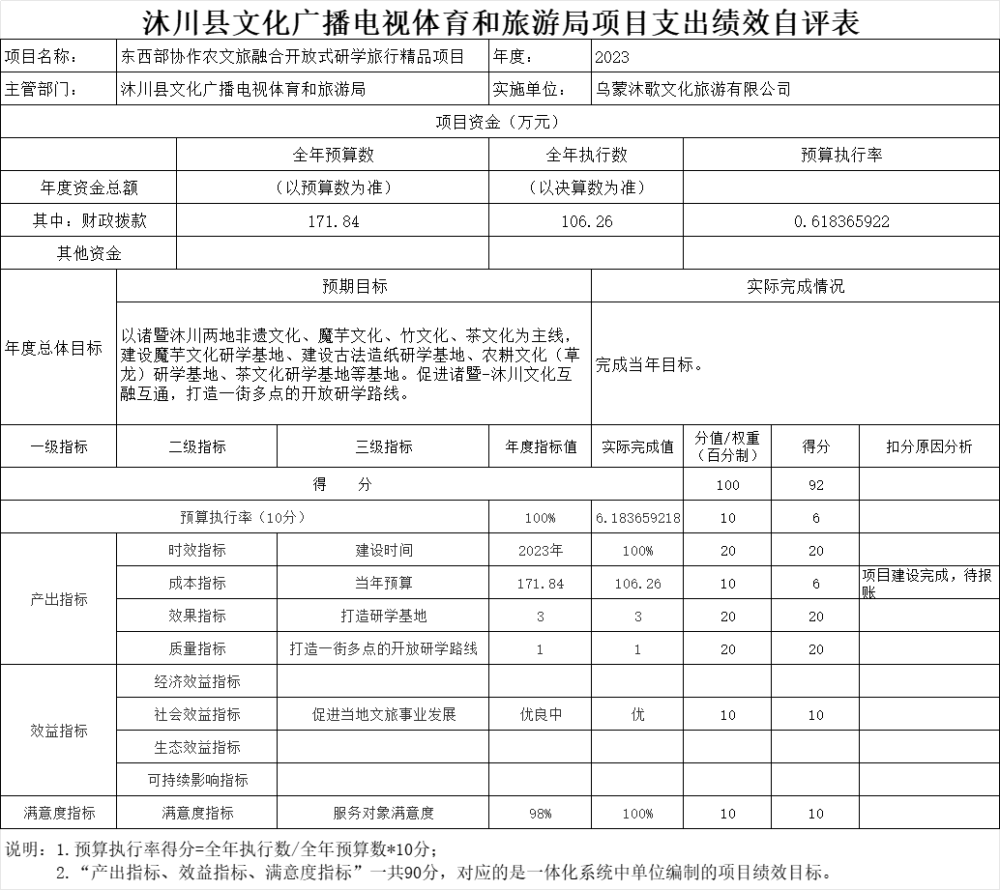 沐川县文化广播电视体育和旅游局项目支出绩效自评表
项目名称： 东西部协作农文旅融合开放式研学旅行精品项目 年度： 2023
主管部门： 沐川县文化广播电视体育和旅游局 实施单位： 乌蒙沐歌文化旅游有限公司
项目资金（万元）
全年预算数 全年执行数 预算执行率
年度资金总额 （以预算数为准） （以决算数为准）
其中：财政拨款 171.84 106.26 0.618365922
其他资金
年度总体目标 预期目标 实际完成情况
以诸暨沐川两地非遗文化、魔芋文化、竹文化、茶文化为主线，
建设魔芋文化研学基地、建设古法造纸研学基地、农耕文化（草
龙）研学基地、茶文化研学基地等基地。促进诸暨-沐川文化互
融互通，打造一街多点的开放研学路线。
完成当年目标。
一级指标 二级指标 三级指标 年度指标值 实际完成值 分值/权重
（百分制） 得分 扣分原因分析
得 分 100 92
预算执行率（10分） 100% 6.183659218 10 6
产出指标 时效指标 建设时间 2023年 100% 20 20
成本指标 当年预算 171.84 106.26 10 6 项目建设完成，待报
账
效果指标 打造研学基地 3 3 20 20
质量指标 打造一街多点的开放研学路线 1 1 20 20
效益指标 经济效益指标
社会效益指标 促进当地文旅事业发展 优良中 优 10 10
生态效益指标
可持续影响指标
满意度指标 满意度指标 服务对象满意度 98% 100% 10 10
说明：1.预算执行率得分=全年执行数/全年预算数*10分；
2.“产出指标、效益指标、满意度指标”一共90分，对应的是一体化系统中单位编制的项目绩效目标。